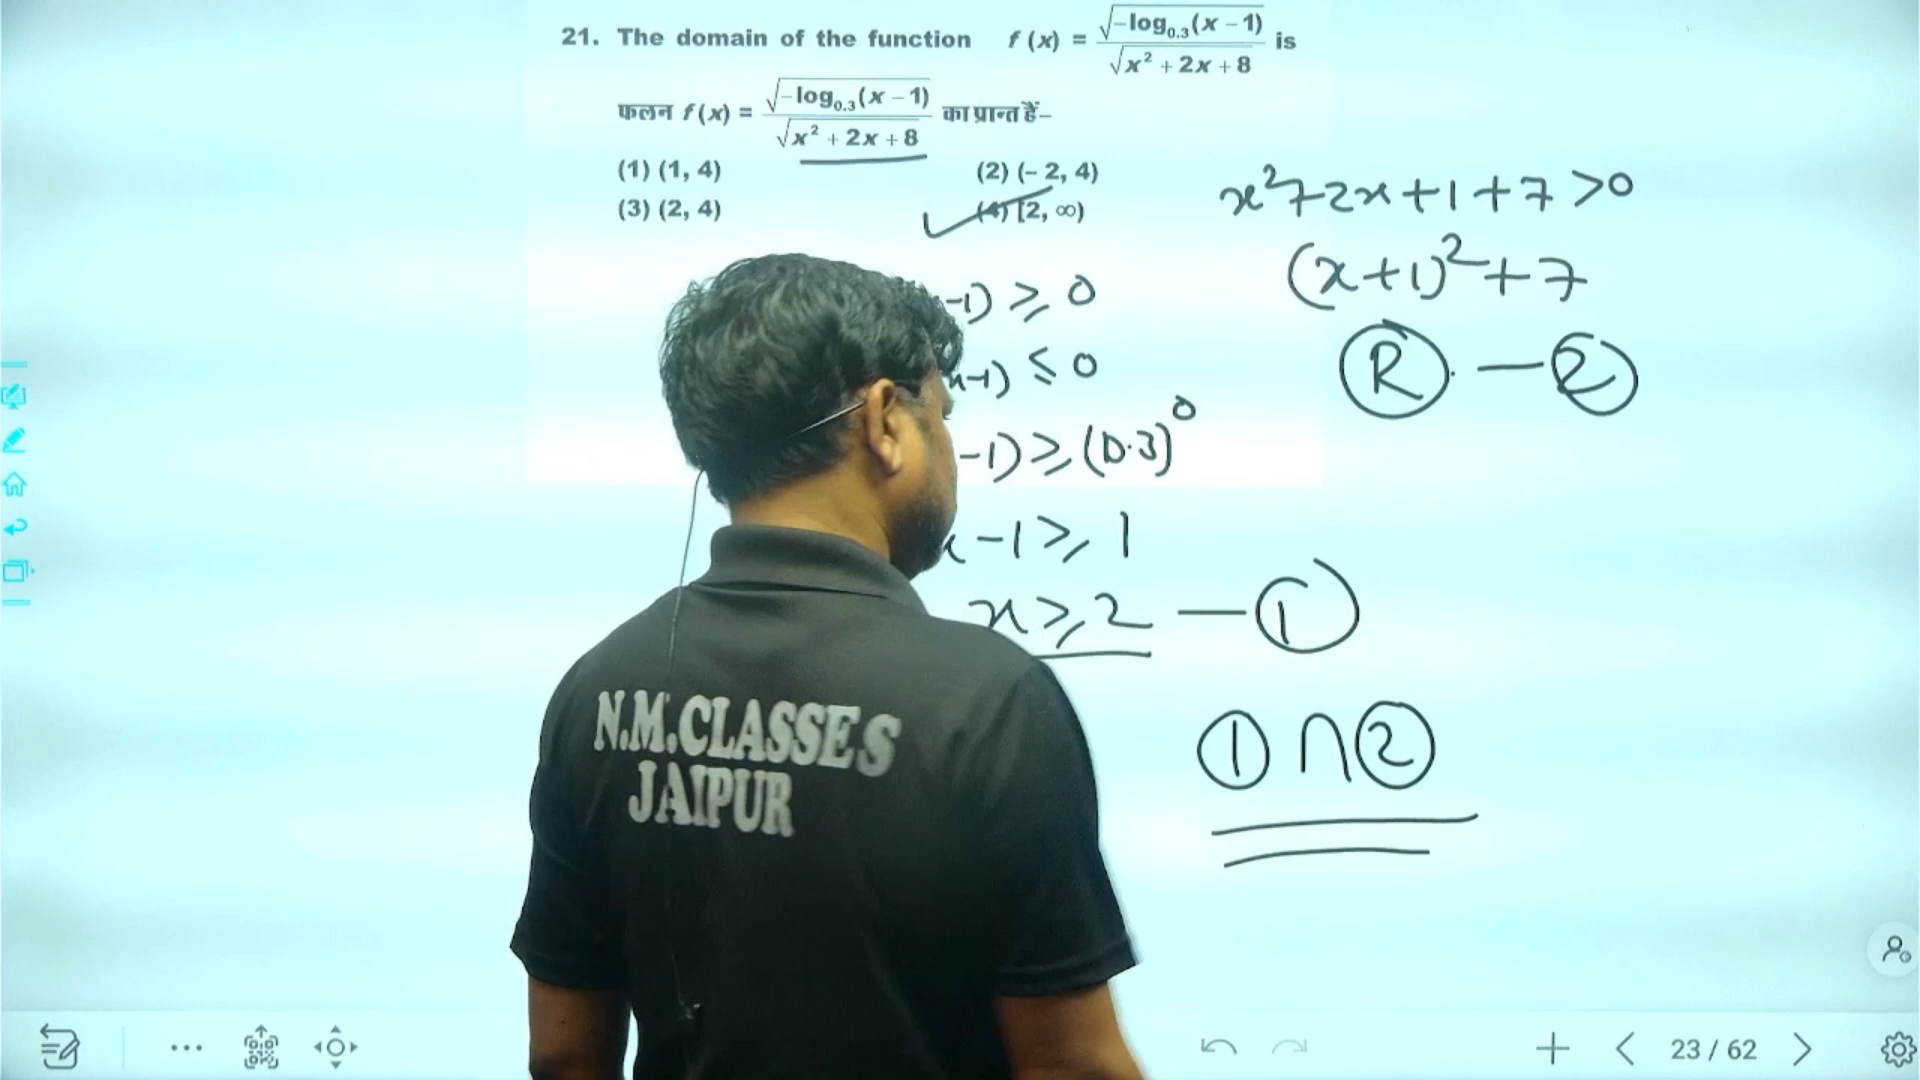 21. The domain of the function f (x) = √-log₀.₃(x - 1) / √x² + 2x + 8 is
फलन f (x) = √-log₀.₃(x - 1) / √x² + 2x + 8 का प्रान्त हैं-
(1) (1, 4) (2) (- 2, 4)
(3) (2, 4) (4) [2, ∞)
-1) ≥ 0
x-1) ≤ 0
-1) ≥ (0.3)⁰
x - 1 ≥ 1
x ≥ 2 — ①
① ∩ ②
x²+2x+1+7 >0
(x+1)²+7
R — ②
N.M.CLASSES
JAIPUR
23 / 62